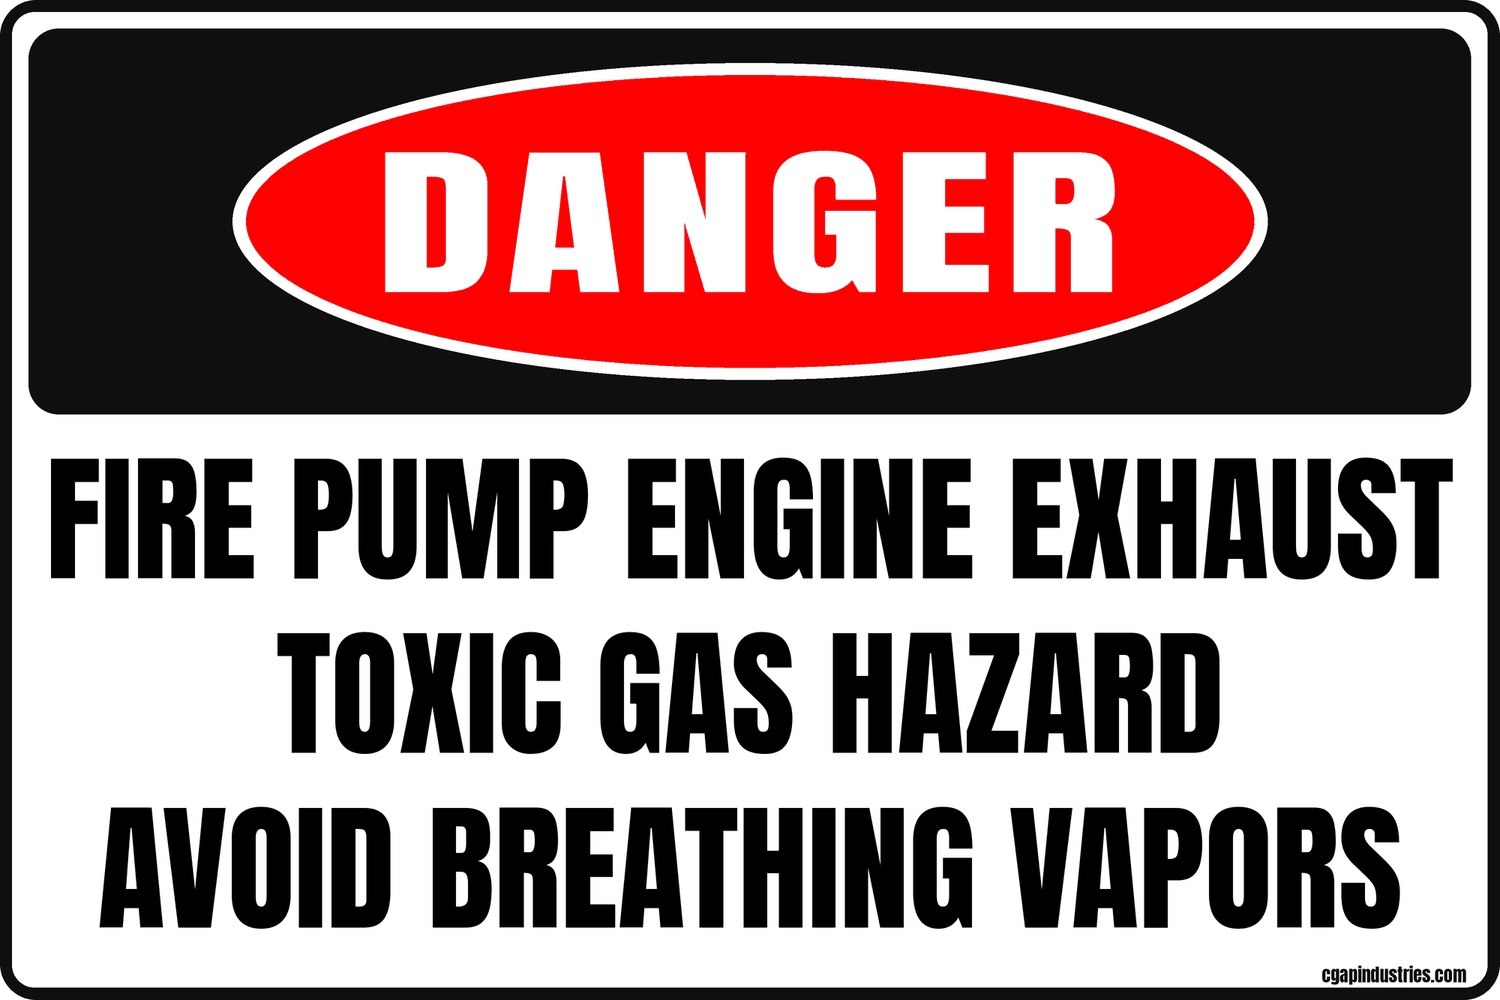 DANGER
FIRE PUMP ENGINE EXHAUST
TOXIC GAS HAZARD
AVOID BREATHING VAPORS
cgapindustries.com